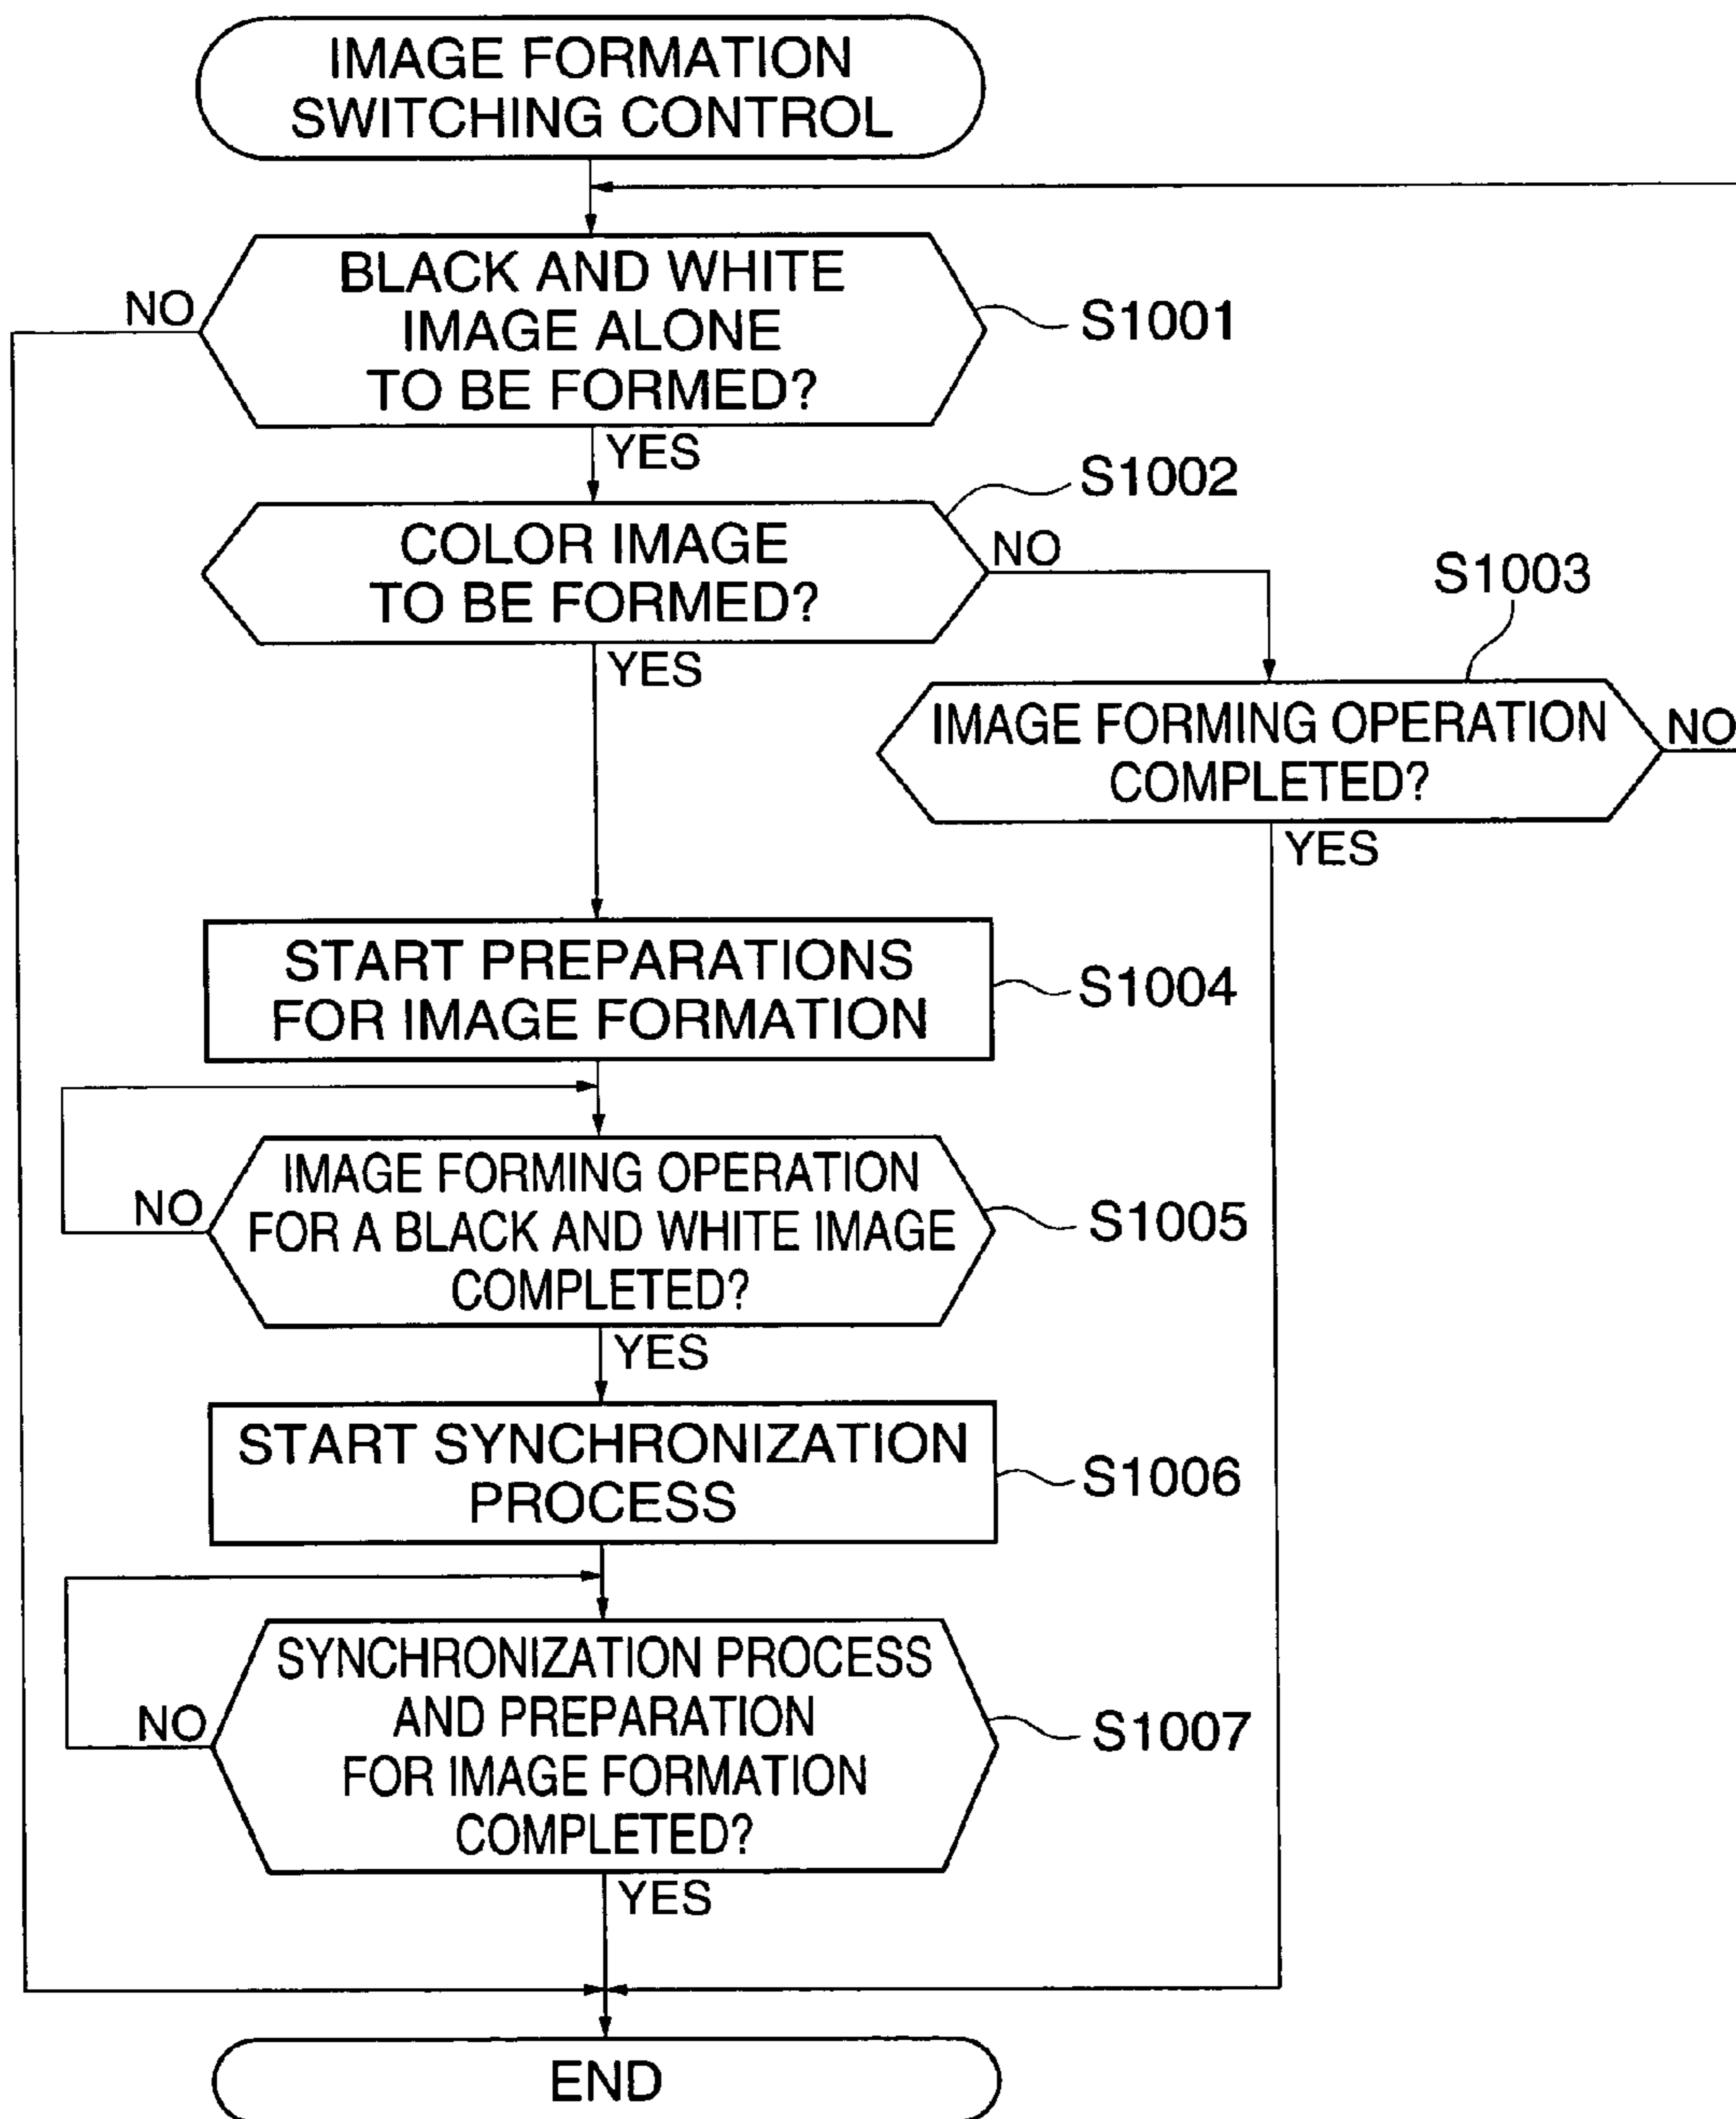 IMAGE FORMATION
SWITCHING CONTROL
BLACK AND WHITE
IMAGE ALONE
TO BE FORMED?
NO
S1001
YES
S1002
COLOR IMAGE
TO BE FORMED?
NO
YES
S1003
IMAGE FORMING OPERATION
COMPLETED?
NO
YES
START PREPARATIONS
FOR IMAGE FORMATION
S1004
IMAGE FORMING OPERATION
FOR A BLACK AND WHITE IMAGE
COMPLETED?
NO
S1005
YES
START SYNCHRONIZATION
PROCESS
S1006
SYNCHRONIZATION PROCESS
AND PREPARATION
FOR IMAGE FORMATION
COMPLETED?
NO
S1007
YES
END